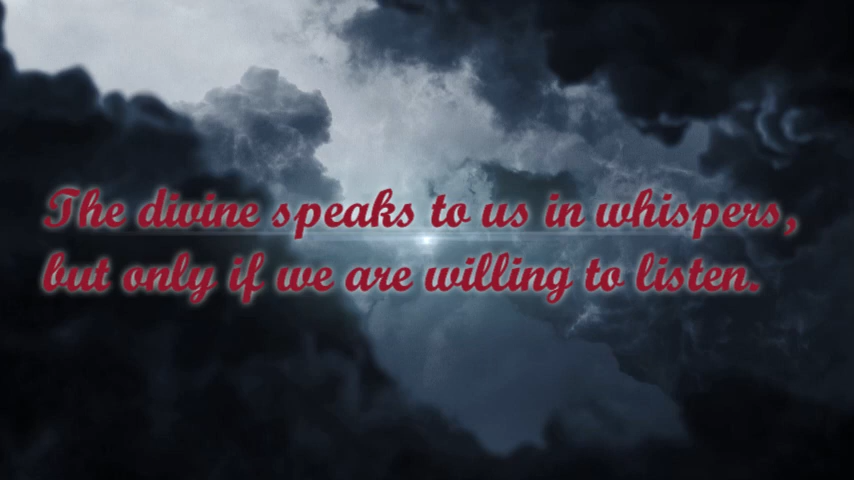 The divine speaks to us in whispers,
but only if we are willing to listen.